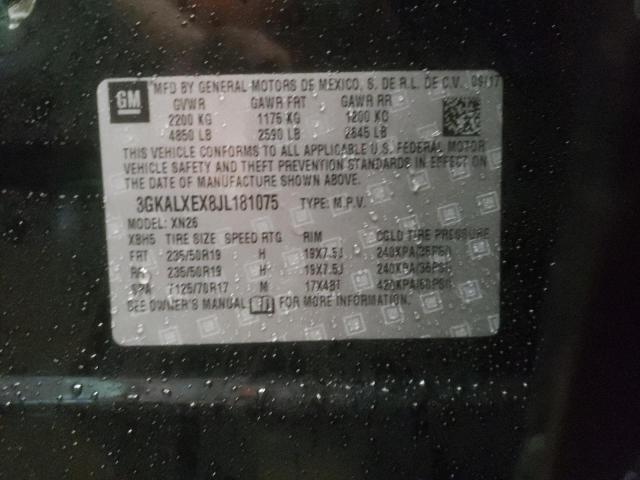 GM
MFD BY GENERAL MOTORS DE MEXICO, S. DE R.L. DE C.V. 09/17
GVWR GAWR FRT GAWR RR
2200 KG 1175 KG 1200 KG
4850 LB 2590 LB 2645 LB
THIS VEHICLE CONFORMS TO ALL APPLICABLE U.S. FEDERAL MOTOR
VEHICLE SAFETY AND THEFT PREVENTION STANDARDS IN EFFECT ON
THE DATE OF MANUFACTURE SHOWN ABOVE.
3GKALXEX8JL181075 TYPE: M.P.V.
MODEL: XN26
XBH5 TIRE SIZE SPEED RTG RIM COLD TIRE PRESSURE
FRT 235/50R19 H 19X7.5J 240KPA/35PSI
RR 235/50R19 H 19X7.5J 240KPA/35PSI
SPA T125/70R17 M 17X4BT 420KPA/60PSI
SEE OWNER'S MANUAL FOR MORE INFORMATION.